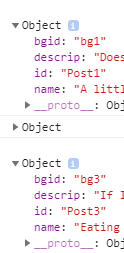 Object i
bgid: "bg1"
descrip: "Does
id: "Post1"
name: "A littl
__proto__: Obj
Object
Object i
bgid: "bg3"
descrip: "If I
id: "Post3"
name: "Eating
__proto__: Obj